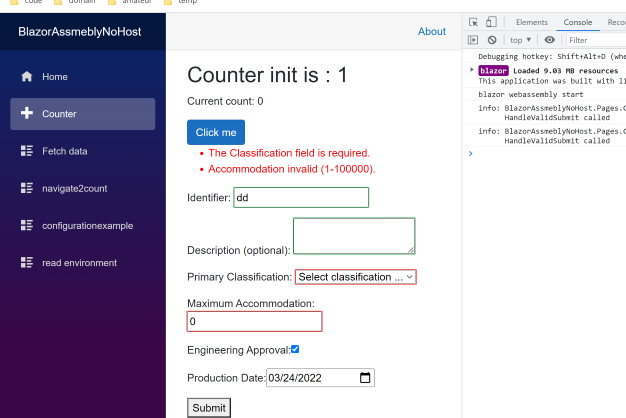 code domain amateur temp
BlazorAssmeblyNoHost
About
Home
Counter
Fetch data
navigate2count
configurationexample
read environment
Counter init is : 1
Current count: 0
Click me
• The Classification field is required.
• Accommodation invalid (1-100000).
Identifier: dd
Description (optional):
Primary Classification: Select classification ...
Maximum Accommodation:
0
Engineering Approval:
Production Date: 03/24/2022
Submit
Elements Console Recor
top Filter
Debugging hotkey: Shift+Alt+D (whe
blazor Loaded 9.03 MB resources
This application was built with li
blazor webassembly start
info: BlazorAssmeblyNoHost.Pages.C
HandleValidSubmit called
info: BlazorAssmeblyNoHost.Pages.C
HandleValidSubmit called